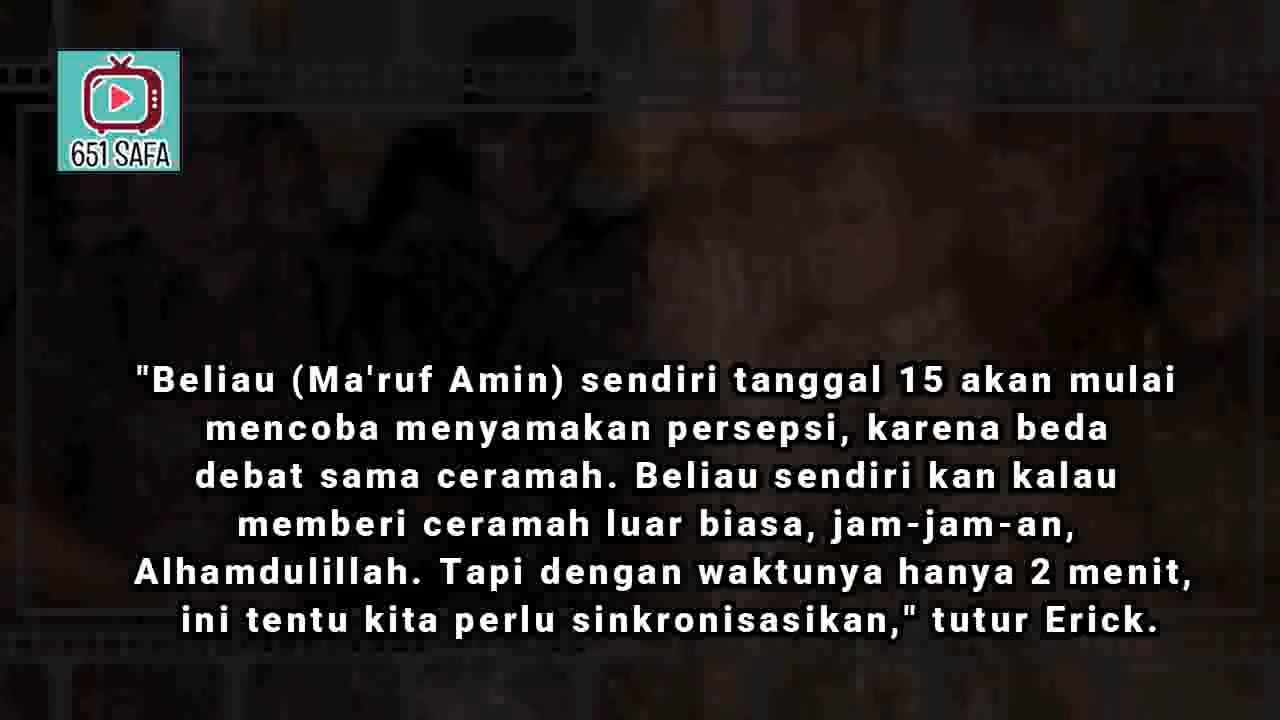 651 SAFA
"Beliau (Ma'ruf Amin) sendiri tanggal 15 akan mulai
mencoba menyamakan persepsi, karena beda
debat sama ceramah. Beliau sendiri kan kalau
memberi ceramah luar biasa, jam-jam-an,
Alhamdulillah. Tapi dengan waktunya hanya 2 menit,
ini tentu kita perlu sinkronisasikan," tutur Erick.